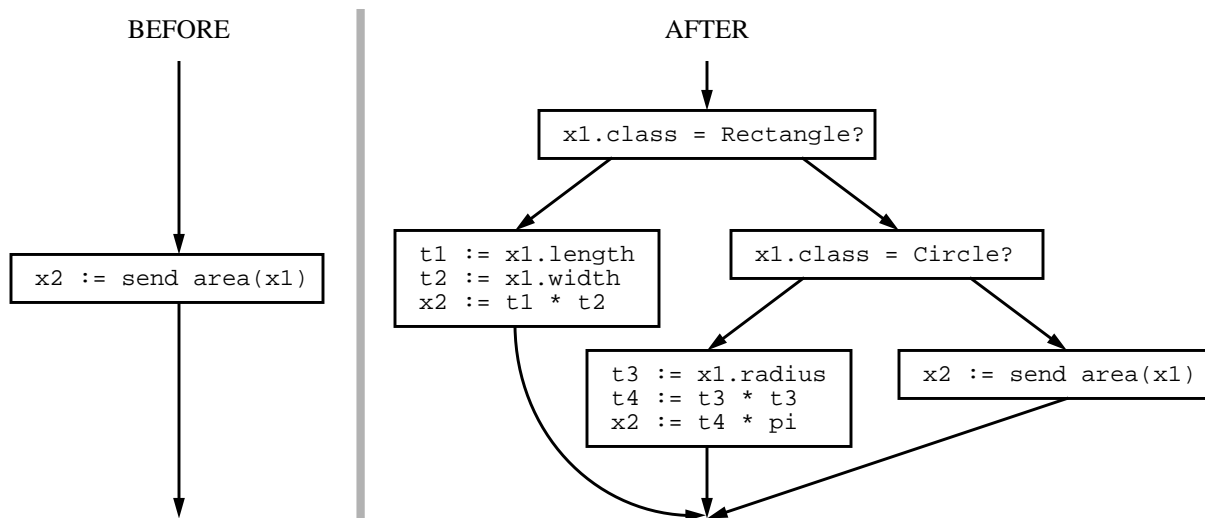 BEFORE
x2 := send area(x1)
AFTER
x1.class = Rectangle?
t1 := x1.length
t2 := x1.width
x2 := t1 * t2
x1.class = Circle?
t3 := x1.radius
t4 := t3 * t3
x2 := t4 * pi
x2 := send area(x1)